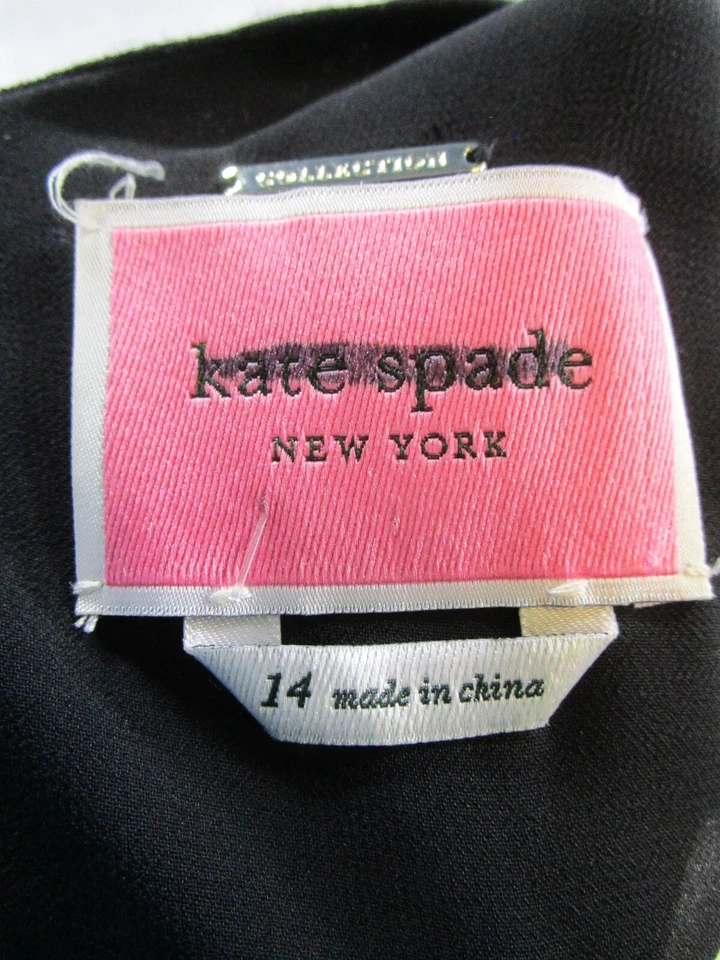 COLLECTION
kate spade
NEW YORK
14 made in china